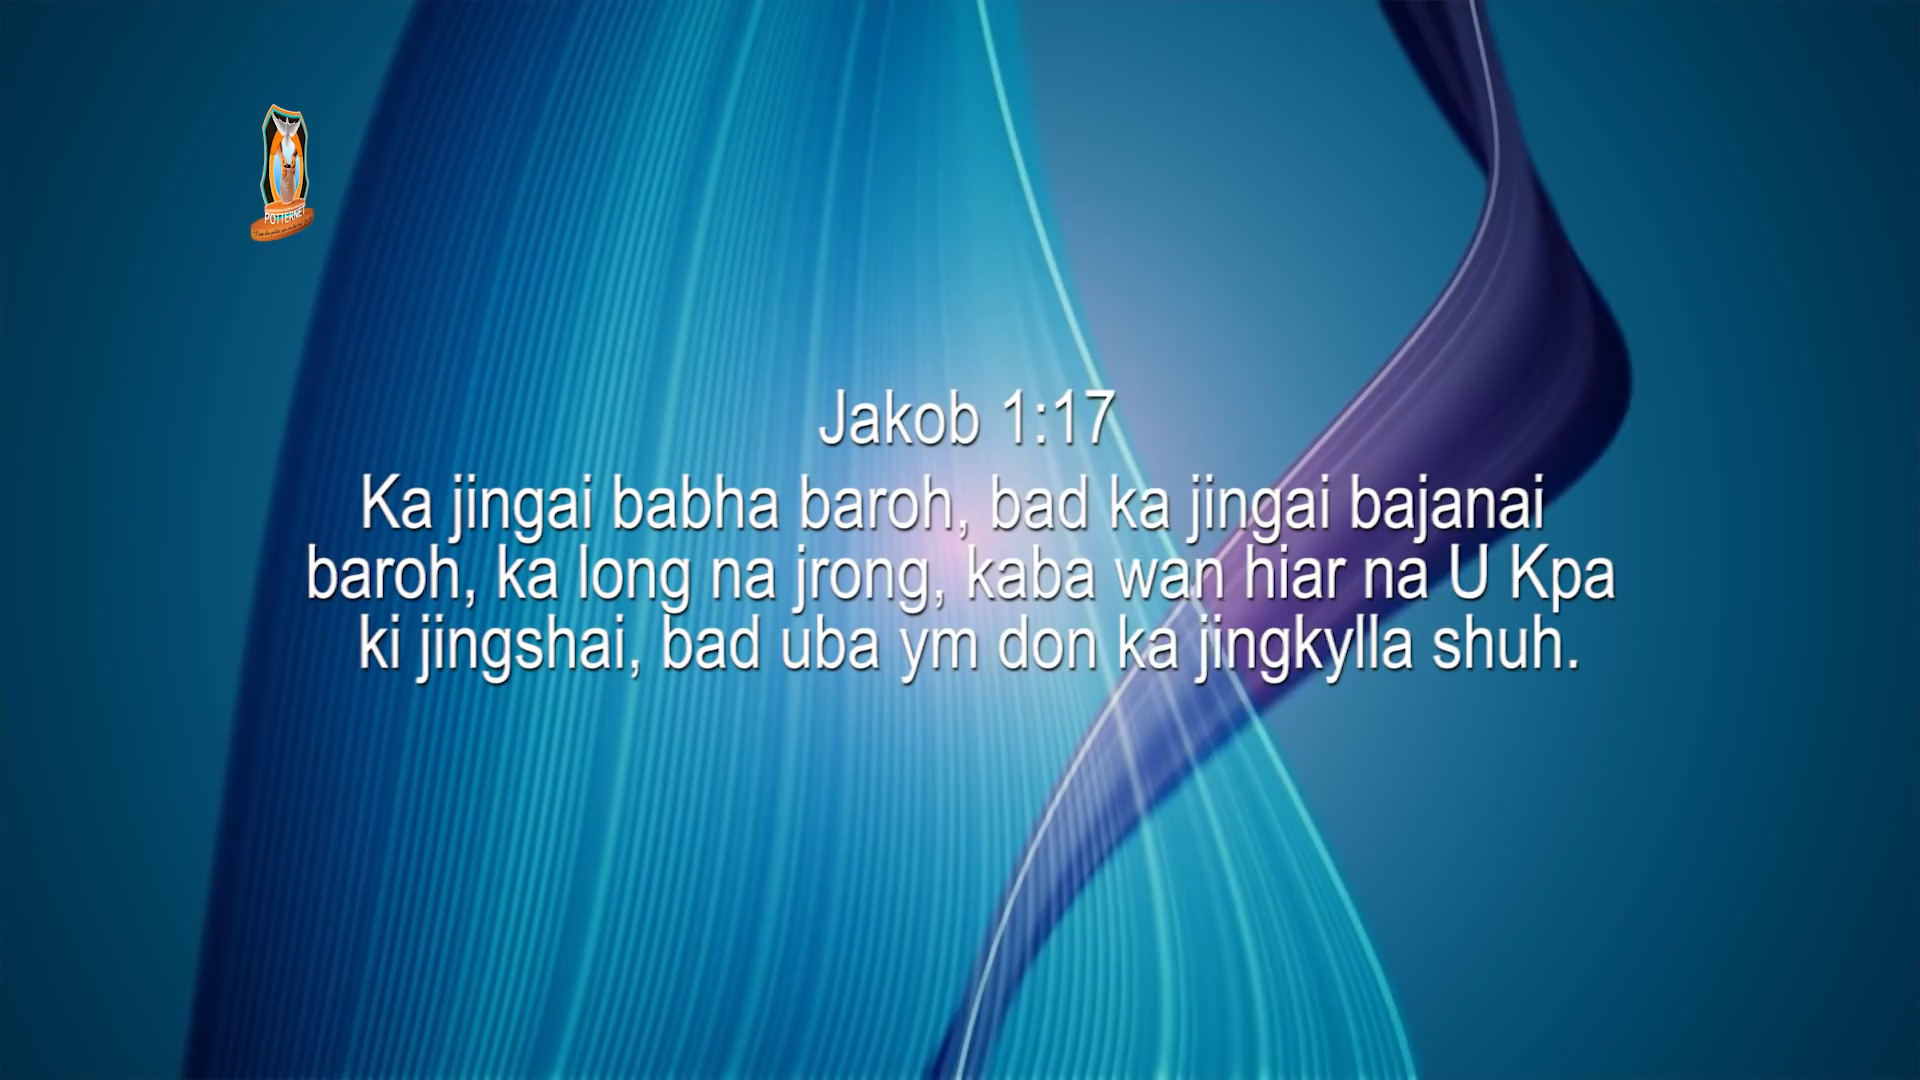 POTTERNET
Jakob 1:17
Ka jingai babha baroh, bad ka jingai bajanai
baroh, ka long na jrong, kaba wan hiar na U Kpa
ki jingshai, bad uba ym don ka jingkylla shuh.